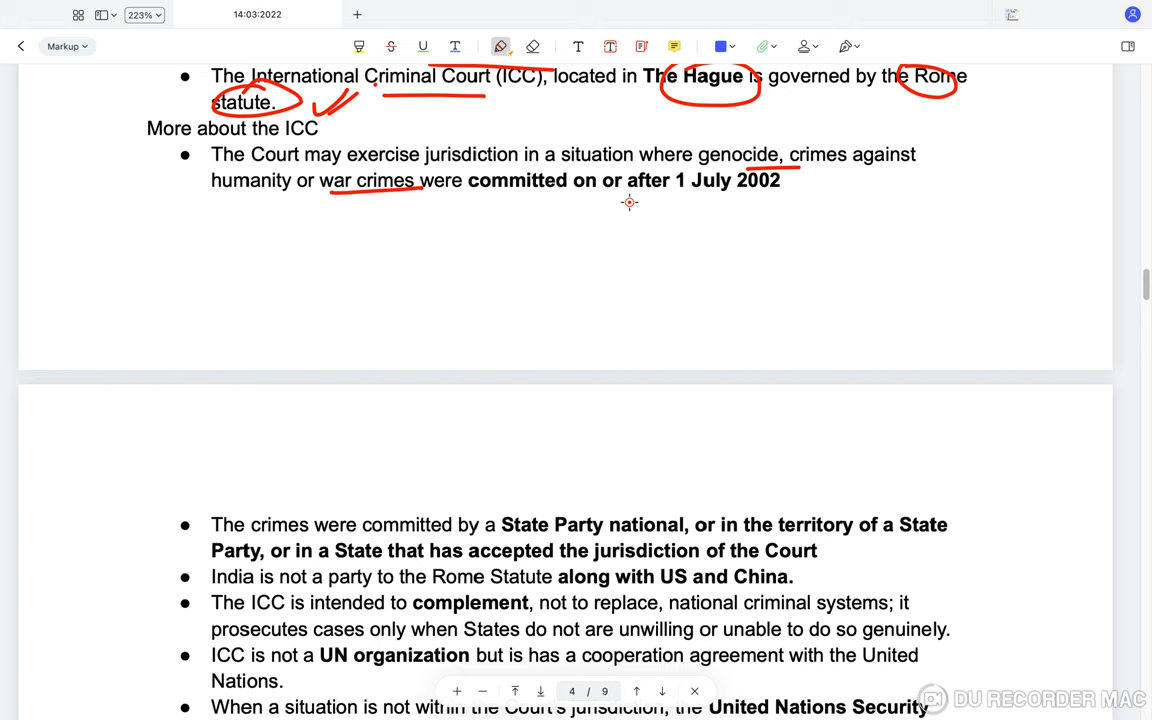 223%
14:03:2022
Markup
The International Criminal Court (ICC), located in The Hague is governed by the Rome
statute.
More about the ICC
The Court may exercise jurisdiction in a situation where genocide, crimes against
humanity or war crimes were committed on or after 1 July 2002
The crimes were committed by a State Party national, or in the territory of a State
Party, or in a State that has accepted the jurisdiction of the Court
India is not a party to the Rome Statute along with US and China.
The ICC is intended to complement, not to replace, national criminal systems; it
prosecutes cases only when States do not are unwilling or unable to do so genuinely.
ICC is not a UN organization but is has a cooperation agreement with the United
Nations.
4 / 9
When a situation is not within the Court's jurisdiction, the United Nations Security
DU RECORDER MAC